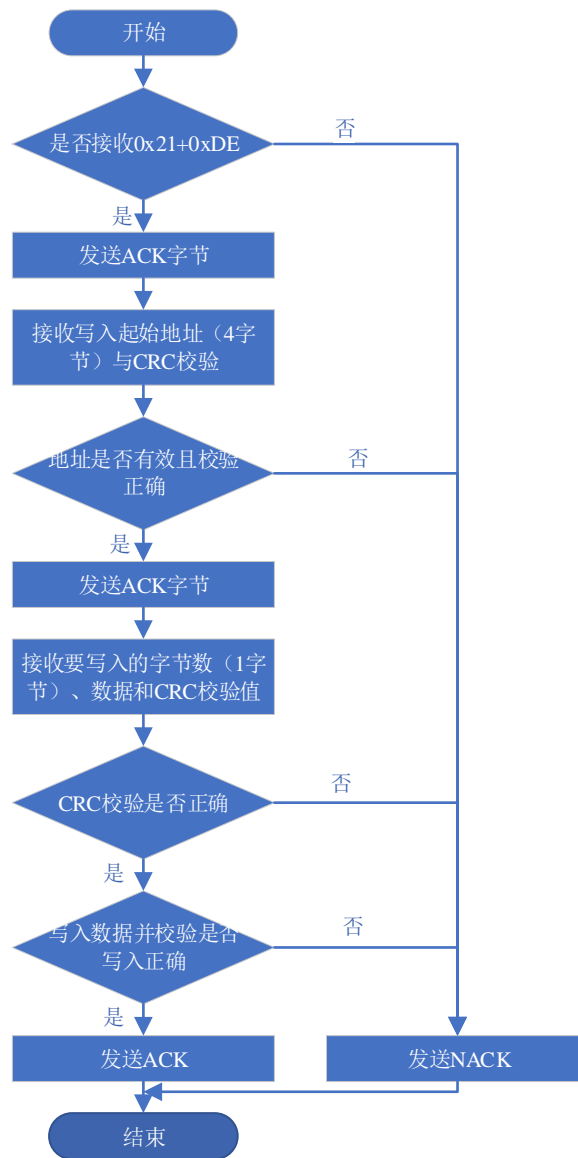 开始
是否接收0x21+0xDE
否
是
发送ACK字节
接收写入起始地址（4字
节）与CRC校验
地址是否有效且校验
正确
否
是
发送ACK字节
接收要写入的字节数（1字
节）、数据和CRC校验值
CRC校验是否正确
否
是
写入数据并校验是否
写入正确
否
是
发送ACK
发送NACK
结束